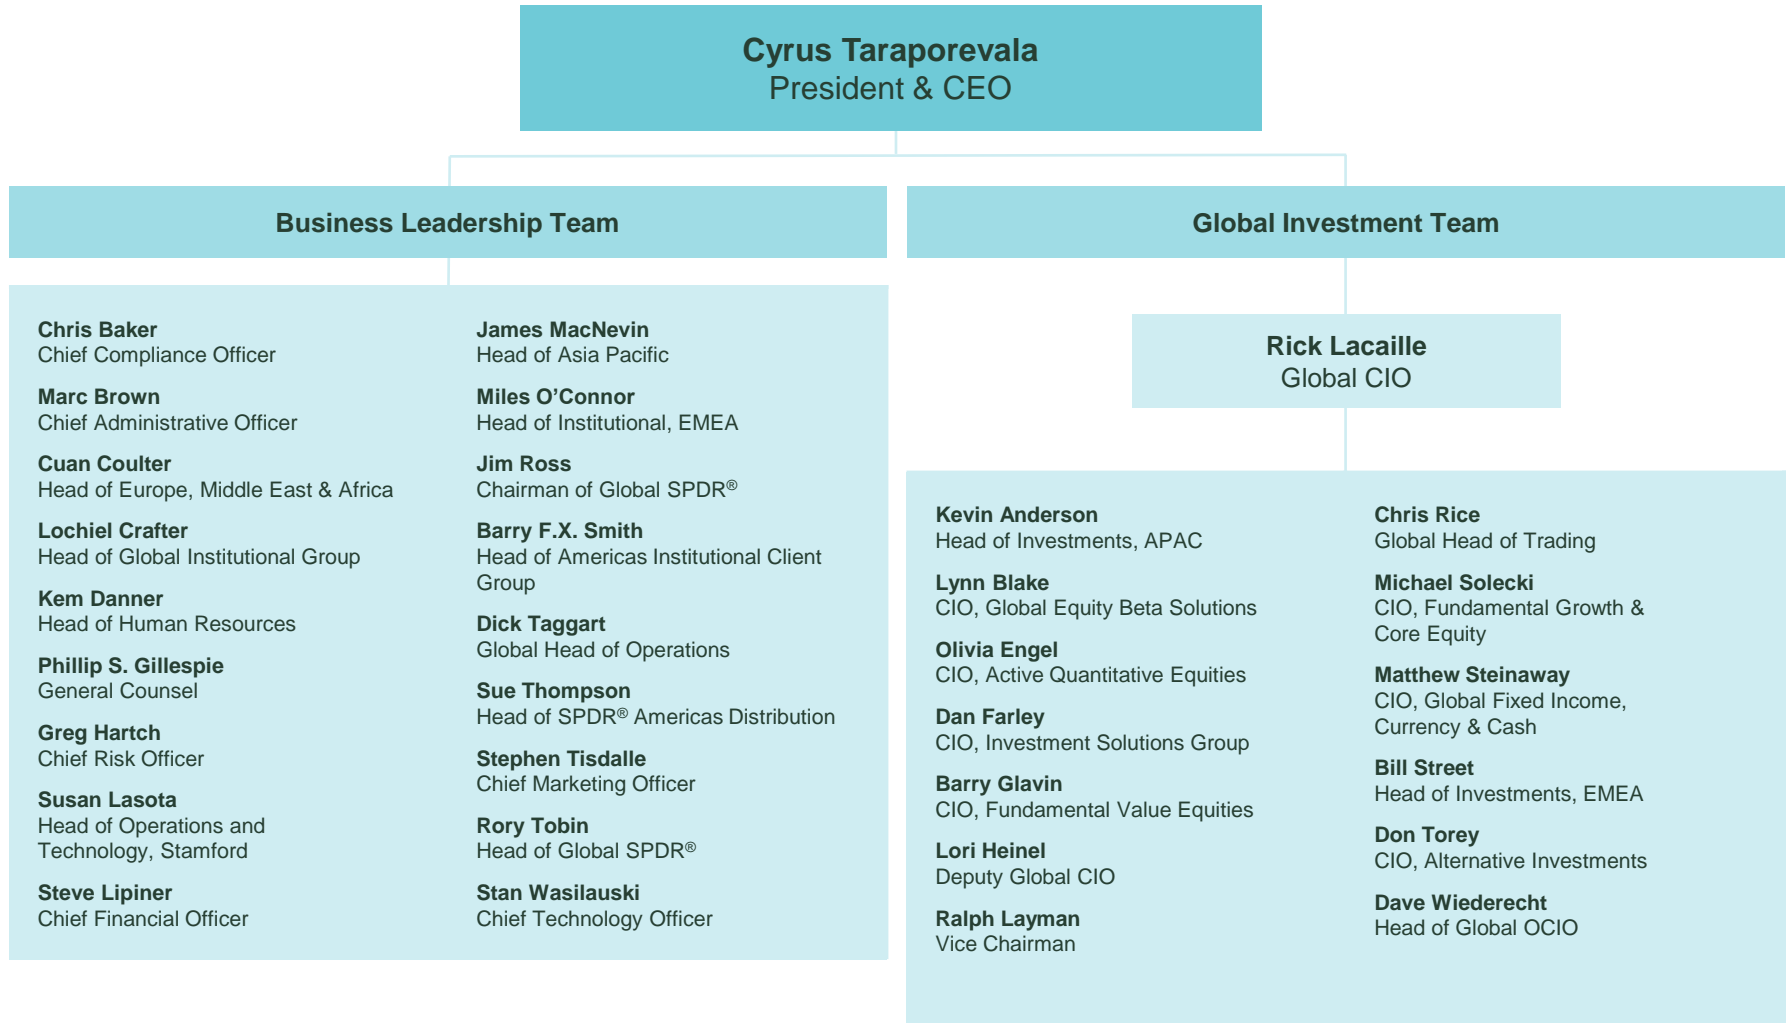 Cyrus Taraporevala
President & CEO
Business Leadership Team
Chris Baker
Chief Compliance Officer
Marc Brown
Chief Administrative Officer
Cuan Coulter
Head of Europe, Middle East & Africa
Lochiel Crafter
Head of Global Institutional Group
Kem Danner
Head of Human Resources
Phillip S. Gillespie
General Counsel
Greg Hartch
Chief Risk Officer
Susan Lasota
Head of Operations and
Technology, Stamford
Steve Lipiner
Chief Financial Officer
James MacNevin
Head of Asia Pacific
Miles O’Connor
Head of Institutional, EMEA
Jim Ross
Chairman of Global SPDR®
Barry F.X. Smith
Head of Americas Institutional Client
Group
Dick Taggart
Global Head of Operations
Sue Thompson
Head of SPDR® Americas Distribution
Stephen Tisdalle
Chief Marketing Officer
Rory Tobin
Head of Global SPDR®
Stan Wasilauski
Chief Technology Officer
Global Investment Team
Rick Lacaille
Global CIO
Kevin Anderson
Head of Investments, APAC
Lynn Blake
CIO, Global Equity Beta Solutions
Olivia Engel
CIO, Active Quantitative Equities
Dan Farley
CIO, Investment Solutions Group
Barry Glavin
CIO, Fundamental Value Equities
Lori Heinel
Deputy Global CIO
Ralph Layman
Vice Chairman
Chris Rice
Global Head of Trading
Michael Solecki
CIO, Fundamental Growth &
Core Equity
Matthew Steinaway
CIO, Global Fixed Income,
Currency & Cash
Bill Street
Head of Investments, EMEA
Don Torey
CIO, Alternative Investments
Dave Wiederecht
Head of Global OCIO